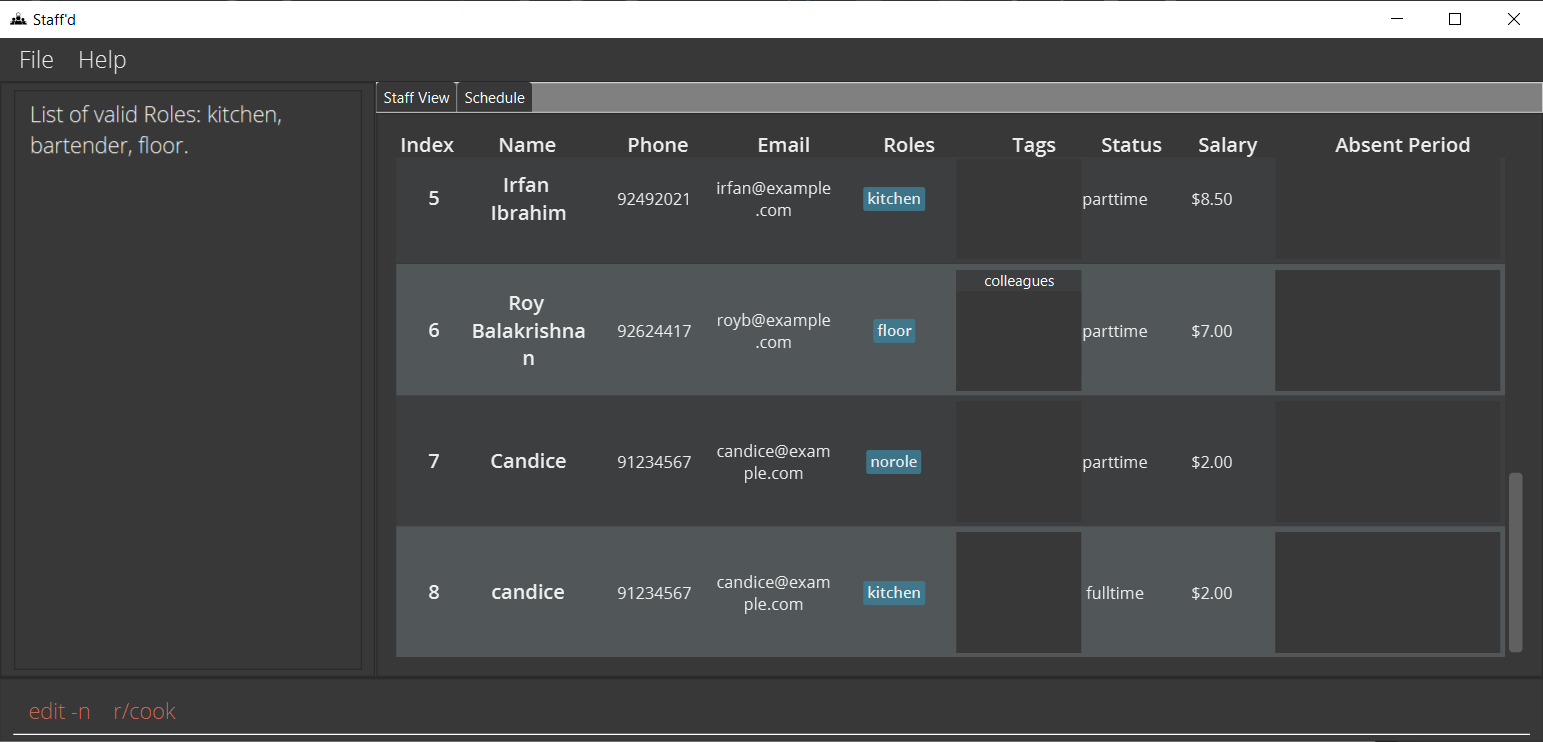 Staff'd
File Help
List of valid Roles: kitchen,
bartender, floor.
Staff View Schedule
Index Name Phone Email Roles Tags Status Salary Absent Period
5 Irfan Ibrahim 92492021 irfan@example.com kitchen parttime $8.50
6 Roy Balakrishnan 92624417 royb@example.com colleagues floor parttime $7.00
7 Candice 91234567 candice@example.com norole parttime $2.00
8 candice 91234567 candice@example.com kitchen fulltime $2.00
edit -n r/cook